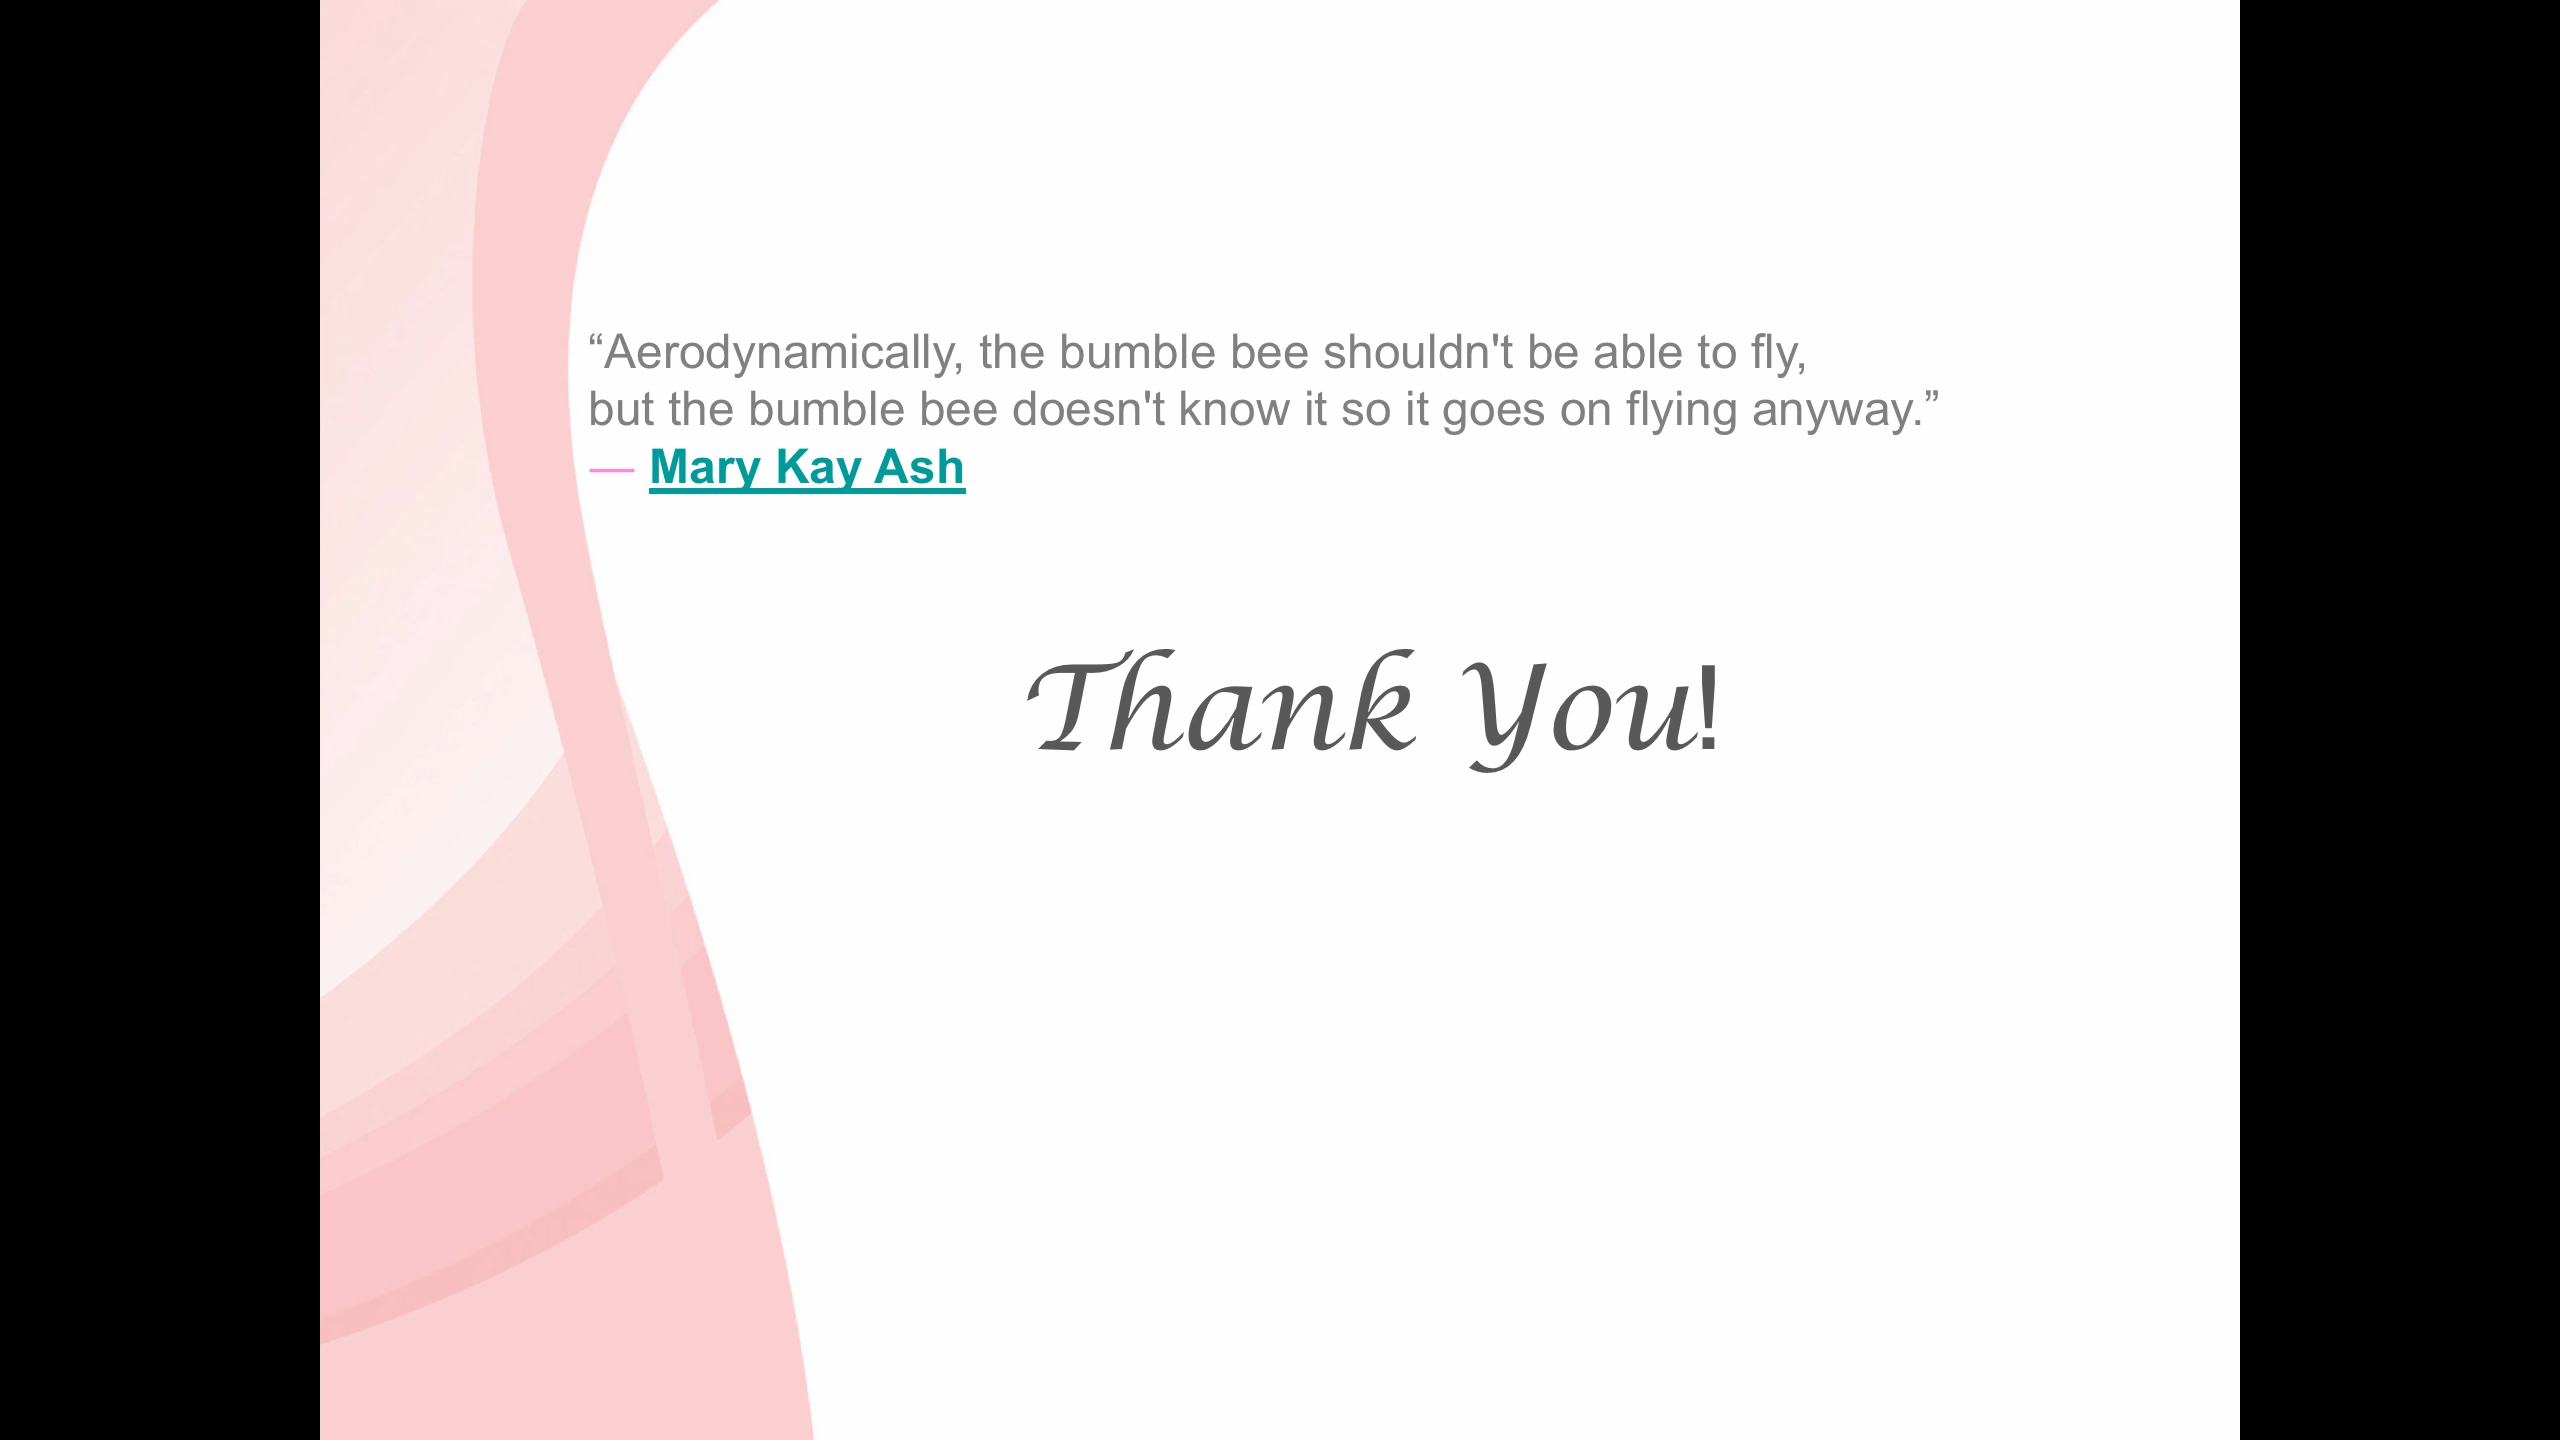 “Aerodynamically, the bumble bee shouldn't be able to fly,
but the bumble bee doesn't know it so it goes on flying anyway.”
— Mary Kay Ash
Thank You!